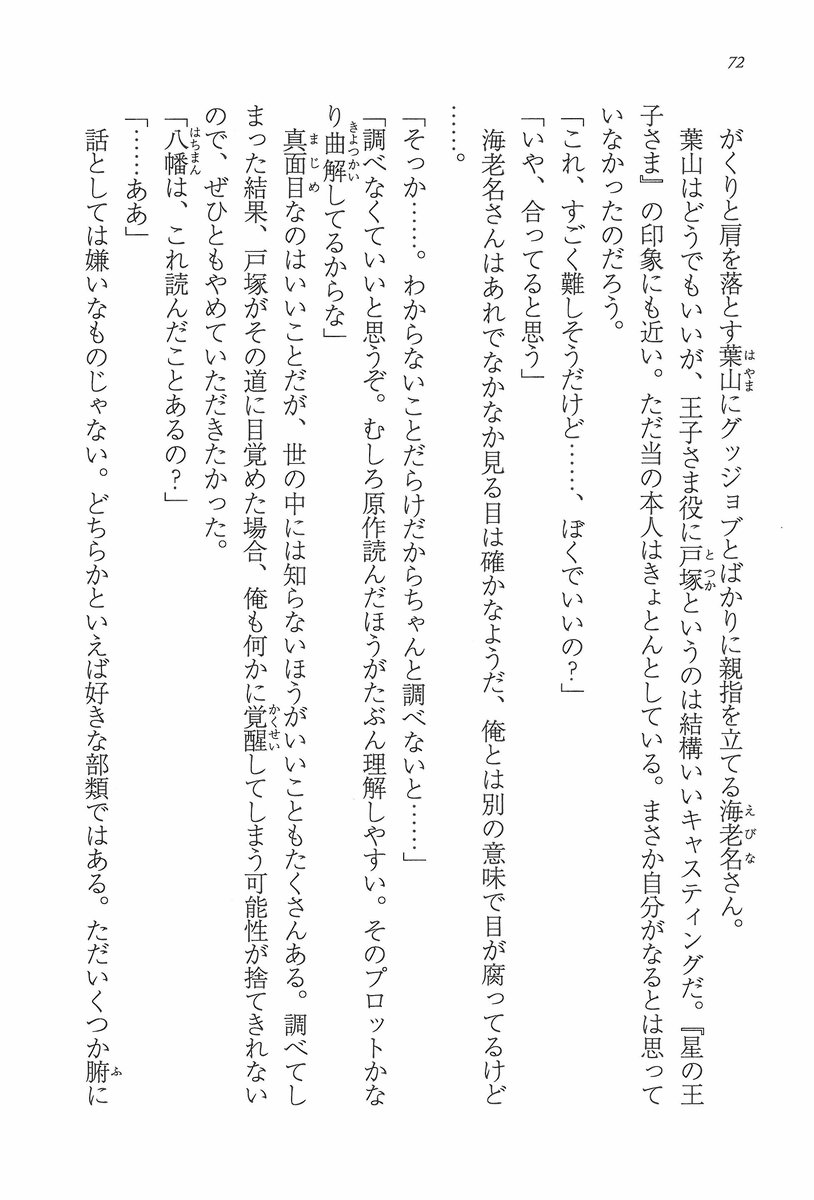 72
がくりと肩を落とす葉山にグッジョブとばかりに親指を立てる海老名さん。
葉山はどうでもいいが、王子さま役に戸塚というのは結構いいキャスティングだ。『星の王
子さま』の印象にも近い。ただ当の本人はきょとんとしている。まさか自分がなるとは思って
いなかったのだろう。
「これ、すごく難しそうだけど……、ぼくでいいの？」
「いや、合ってると思う」
海老名さんはあれでなかなか見る目は確かなようだ、俺とは別の意味で目が腐ってるけど
……。
「そっか……。わからないことだらけだからちゃんと調べないと……」
「調べなくていいと思うぞ。むしろ原作読んだほうがたぶん理解しやすい。そのプロットかな
り曲解してるからな」
真面目なのはいいことだが、世の中には知らないほうがいいこともたくさんある。調べてし
まった結果、戸塚がその道に目覚めた場合、俺も何かに覚醒してしまう可能性が捨てきれない
ので、ぜひともやめていただきたかった。
「八幡は、これ読んだことあるの？」
「……ああ」
話としては嫌いなものじゃない。どちらかといえば好きな部類ではある。ただいくつか腑に